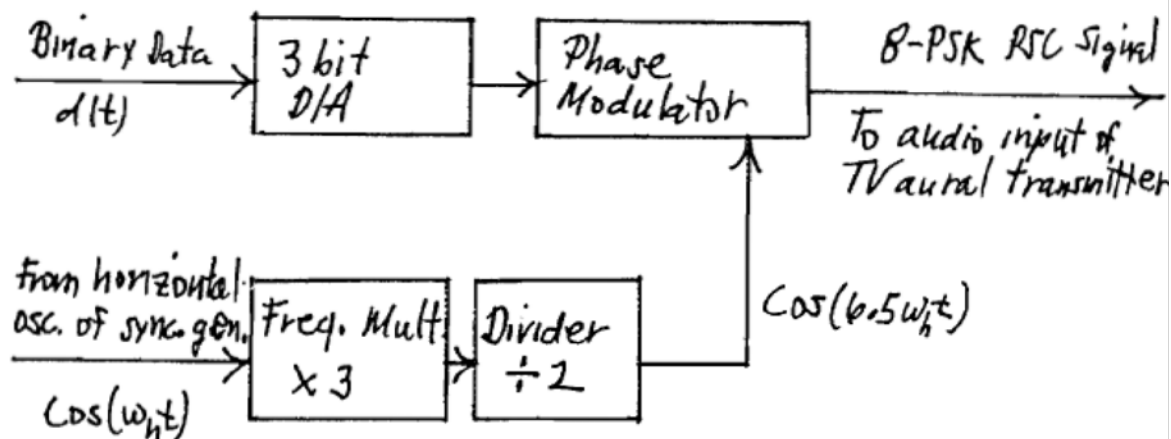 Binary Data
d(t)
3 bit
D/A
Phase
Modulator
8-PSK RSC Signal
To audio input of
TV aural transmitter
from horizontal
osc. of sync. gen.
Cos(ωₕt)
Freq. Mult.
× 3
Divider
÷ 2
Cos(6.5ωₕt)